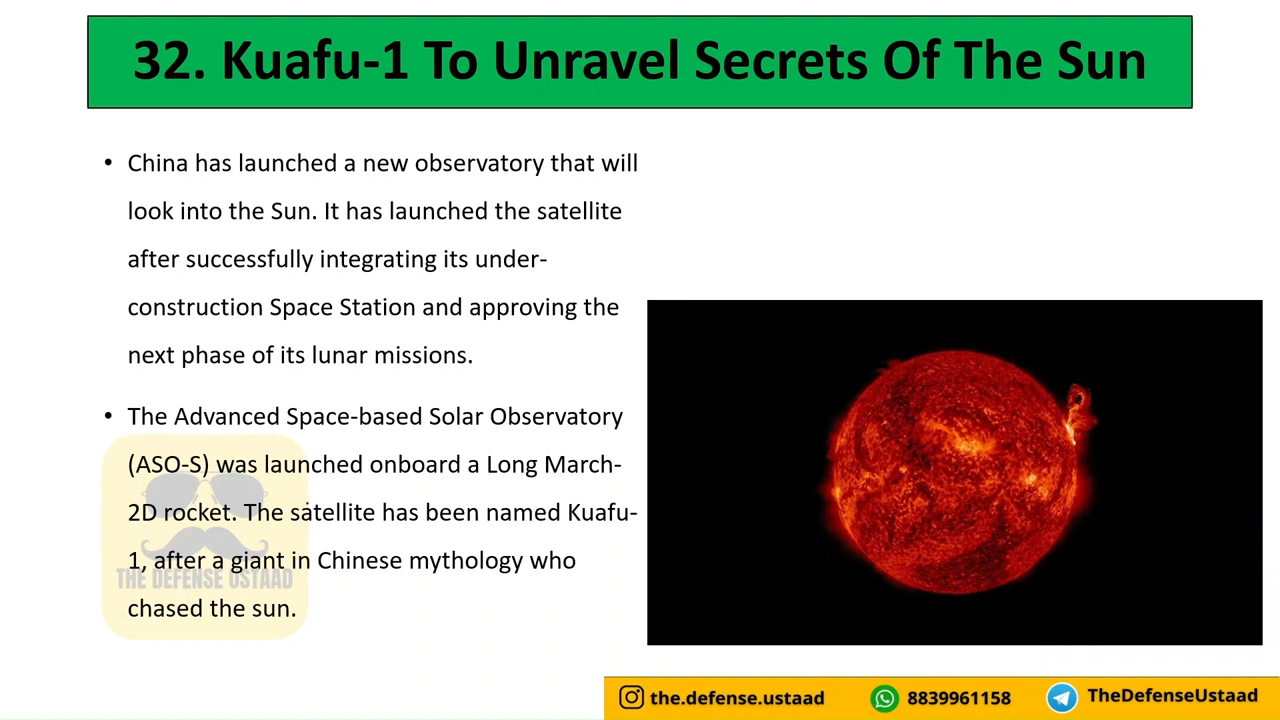 32. Kuafu-1 To Unravel Secrets Of The Sun
• China has launched a new observatory that will
look into the Sun. It has launched the satellite
after successfully integrating its under-
construction Space Station and approving the
next phase of its lunar missions.
• The Advanced Space-based Solar Observatory
(ASO-S) was launched onboard a Long March-
2D rocket. The satellite has been named Kuafu-
1, after a giant in Chinese mythology who
chased the sun.
THE DEFENSE USTAAD
the.defense.ustaad
8839961158
TheDefenseUstaad